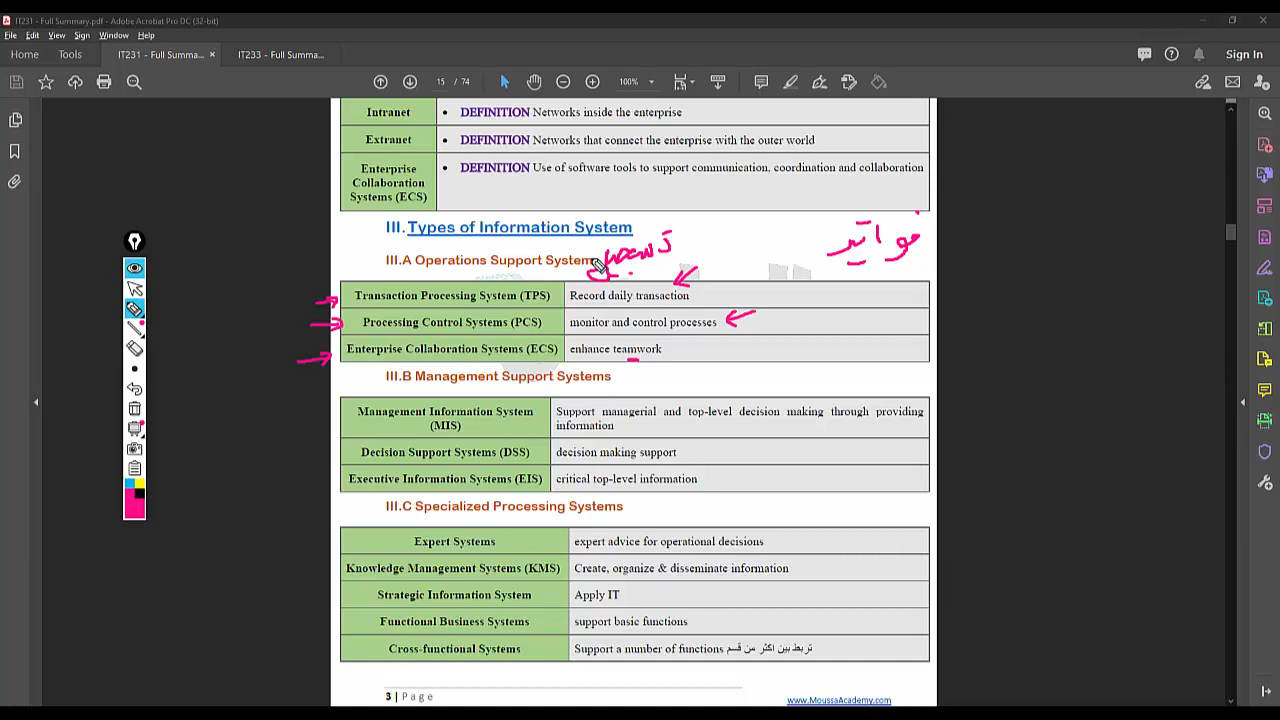 IT231 - Full Summary.pdf - Adobe Acrobat Pro DC (32-bit)
File Edit View Sign Window Help
Home Tools IT231 - Full Summa... × IT233 - Full Summa... Sign In
15 / 74 100%
Intranet • DEFINITION Networks inside the enterprise
Extranet • DEFINITION Networks that connect the enterprise with the outer world
Enterprise Collaboration Systems (ECS) • DEFINITION Use of software tools to support communication, coordination and collaboration
III. Types of Information System
فواتير
III.A Operations Support Systems
تسجيل
Transaction Processing System (TPS) Record daily transaction
Processing Control Systems (PCS) monitor and control processes
Enterprise Collaboration Systems (ECS) enhance teamwork
III.B Management Support Systems
Management Information System (MIS) Support managerial and top-level decision making through providing information
Decision Support Systems (DSS) decision making support
Executive Information Systems (EIS) critical top-level information
III.C Specialized Processing Systems
Expert Systems expert advice for operational decisions
Knowledge Management Systems (KMS) Create, organize & disseminate information
Strategic Information System Apply IT
Functional Business Systems support basic functions
Cross-functional Systems Support a number of functions تربط بين اكثر من قسم
3 | Page www.MoussaAcademy.com